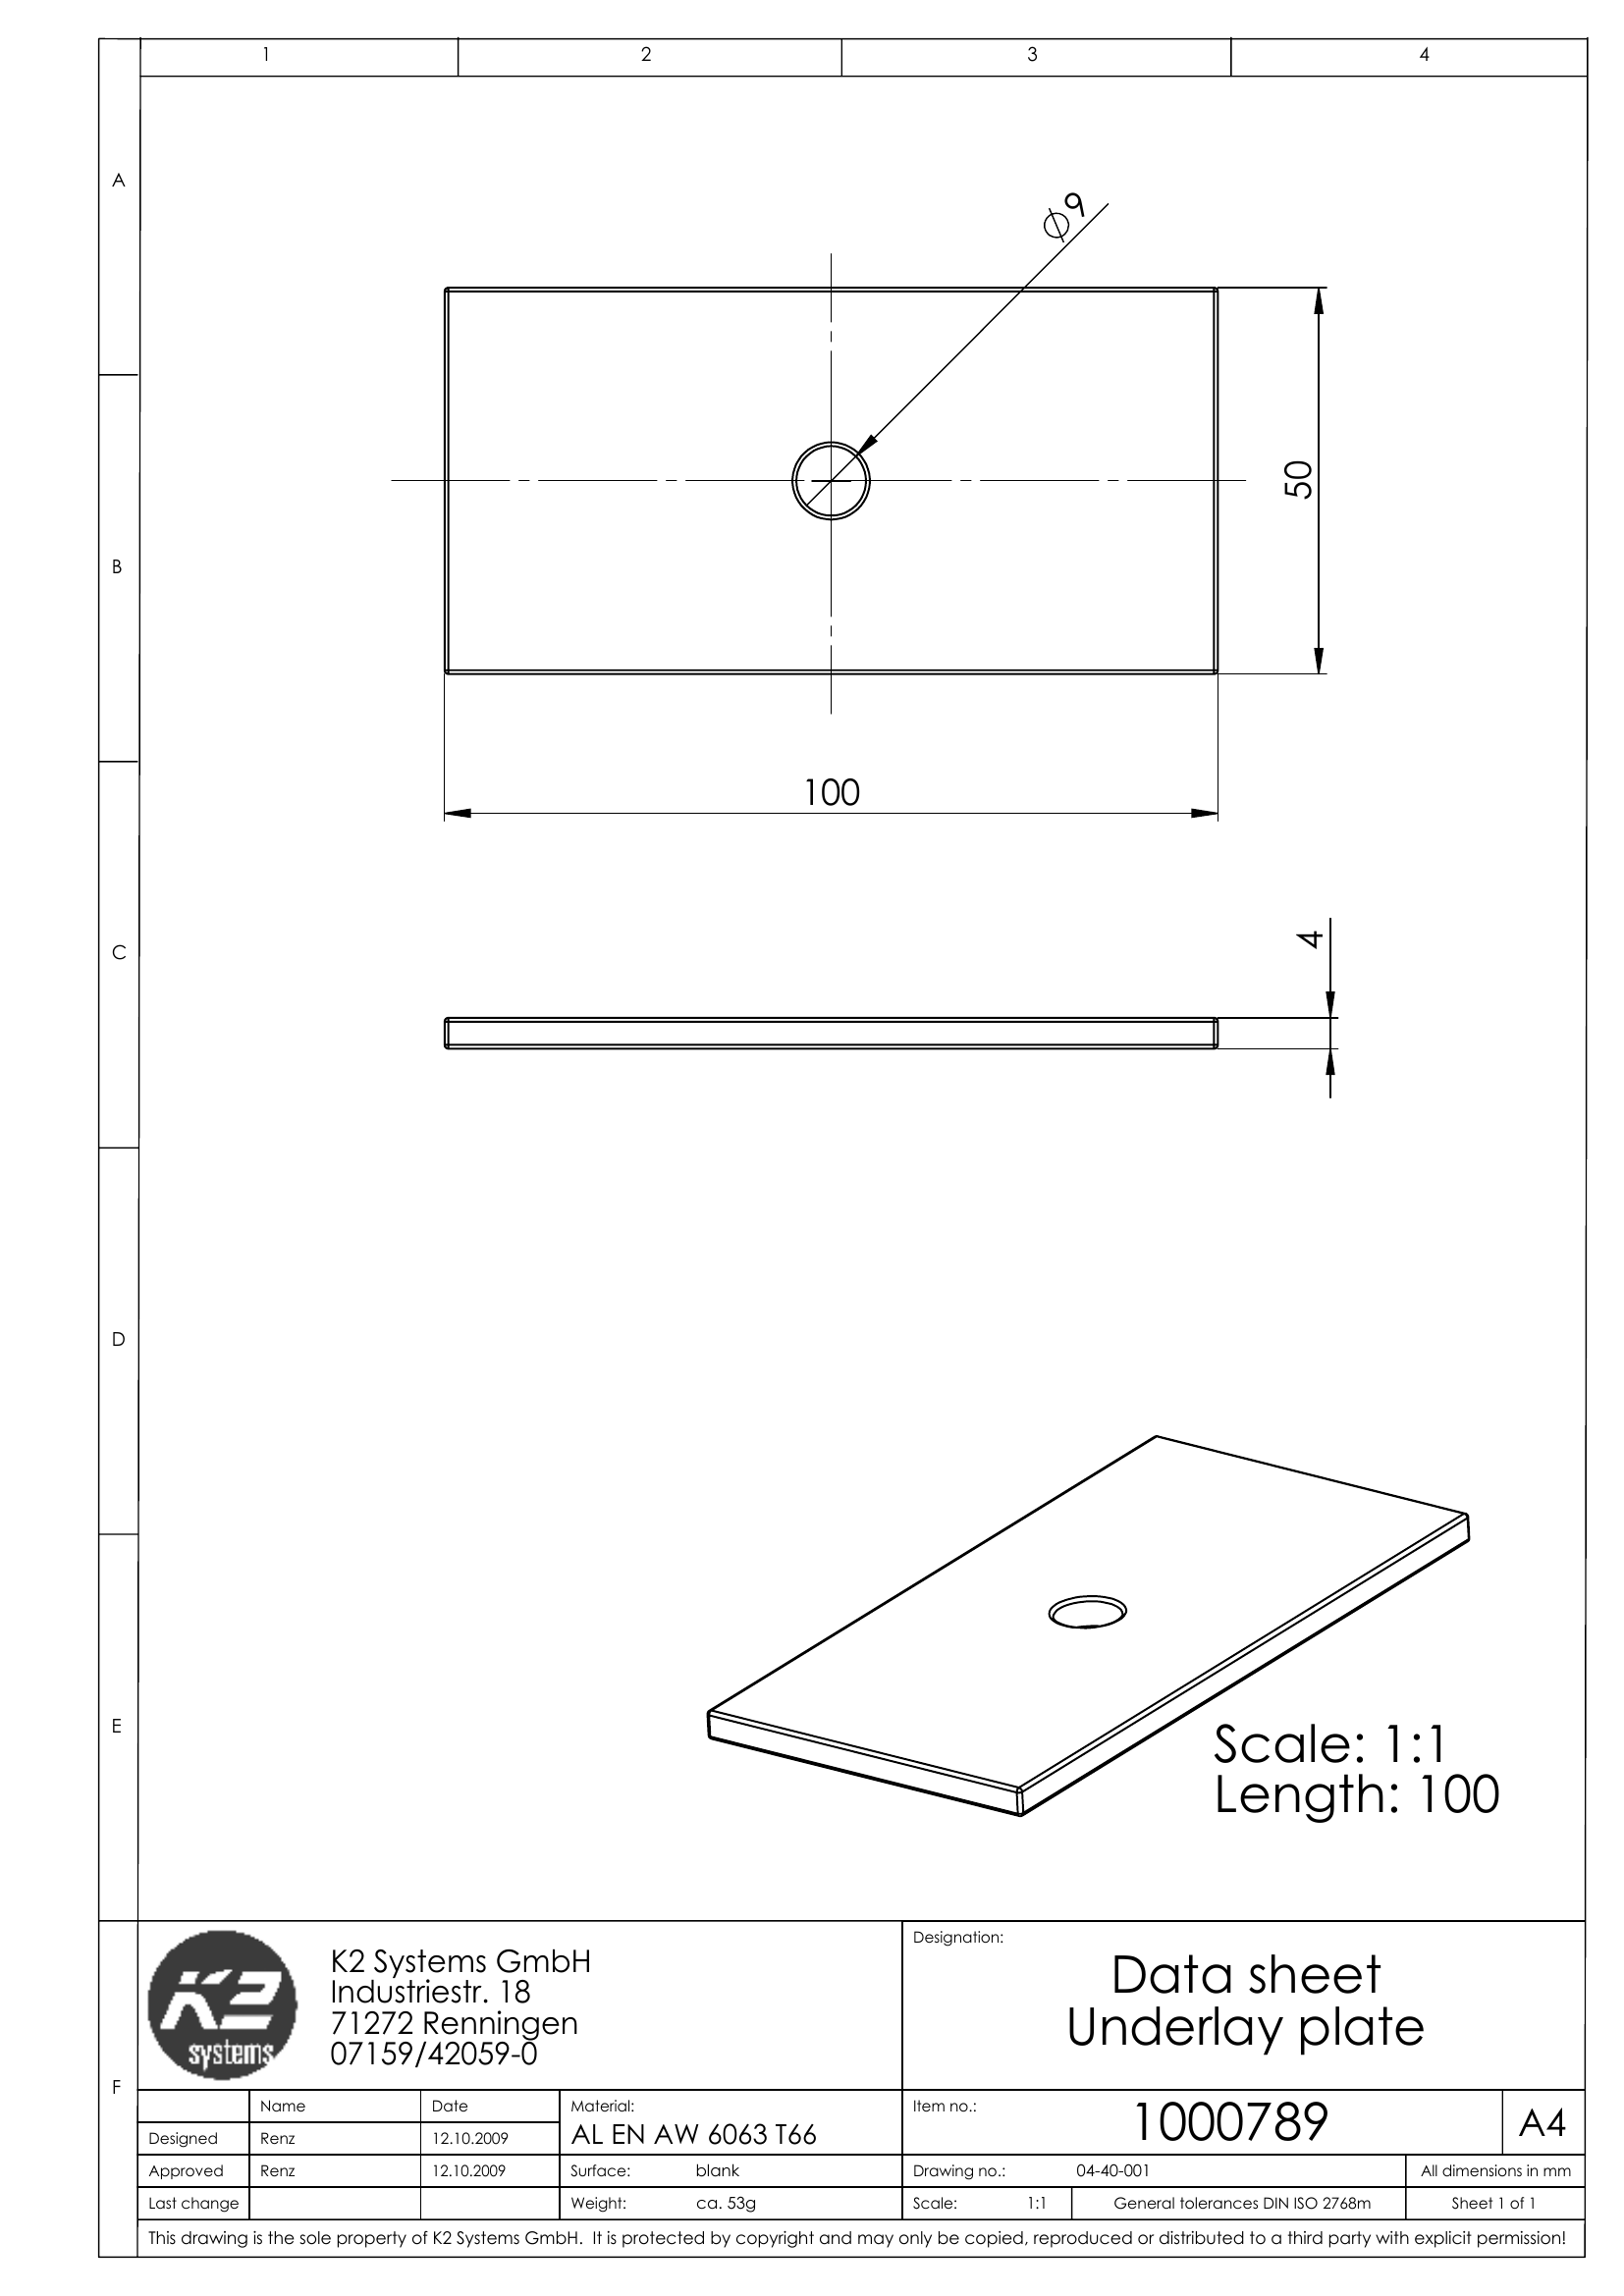 1 2 3 4
A
⌀9
B
50
100
C
4
D
E
Scale: 1:1
Length: 100
F
K2
systems
K2 Systems GmbH
Industriestr. 18
71272 Renningen
07159/42059-0
Designation:
Data sheet
Underlay plate
Name Date Material: Item no.: 1000789 A4
Designed Renz 12.10.2009 AL EN AW 6063 T66
Approved Renz 12.10.2009 Surface: blank Drawing no.: 04-40-001 All dimensions in mm
Last change Weight: ca. 53g Scale: 1:1 General tolerances DIN ISO 2768m Sheet 1 of 1
This drawing is the sole property of K2 Systems GmbH. It is protected by copyright and may only be copied, reproduced or distributed to a third party with explicit permission!